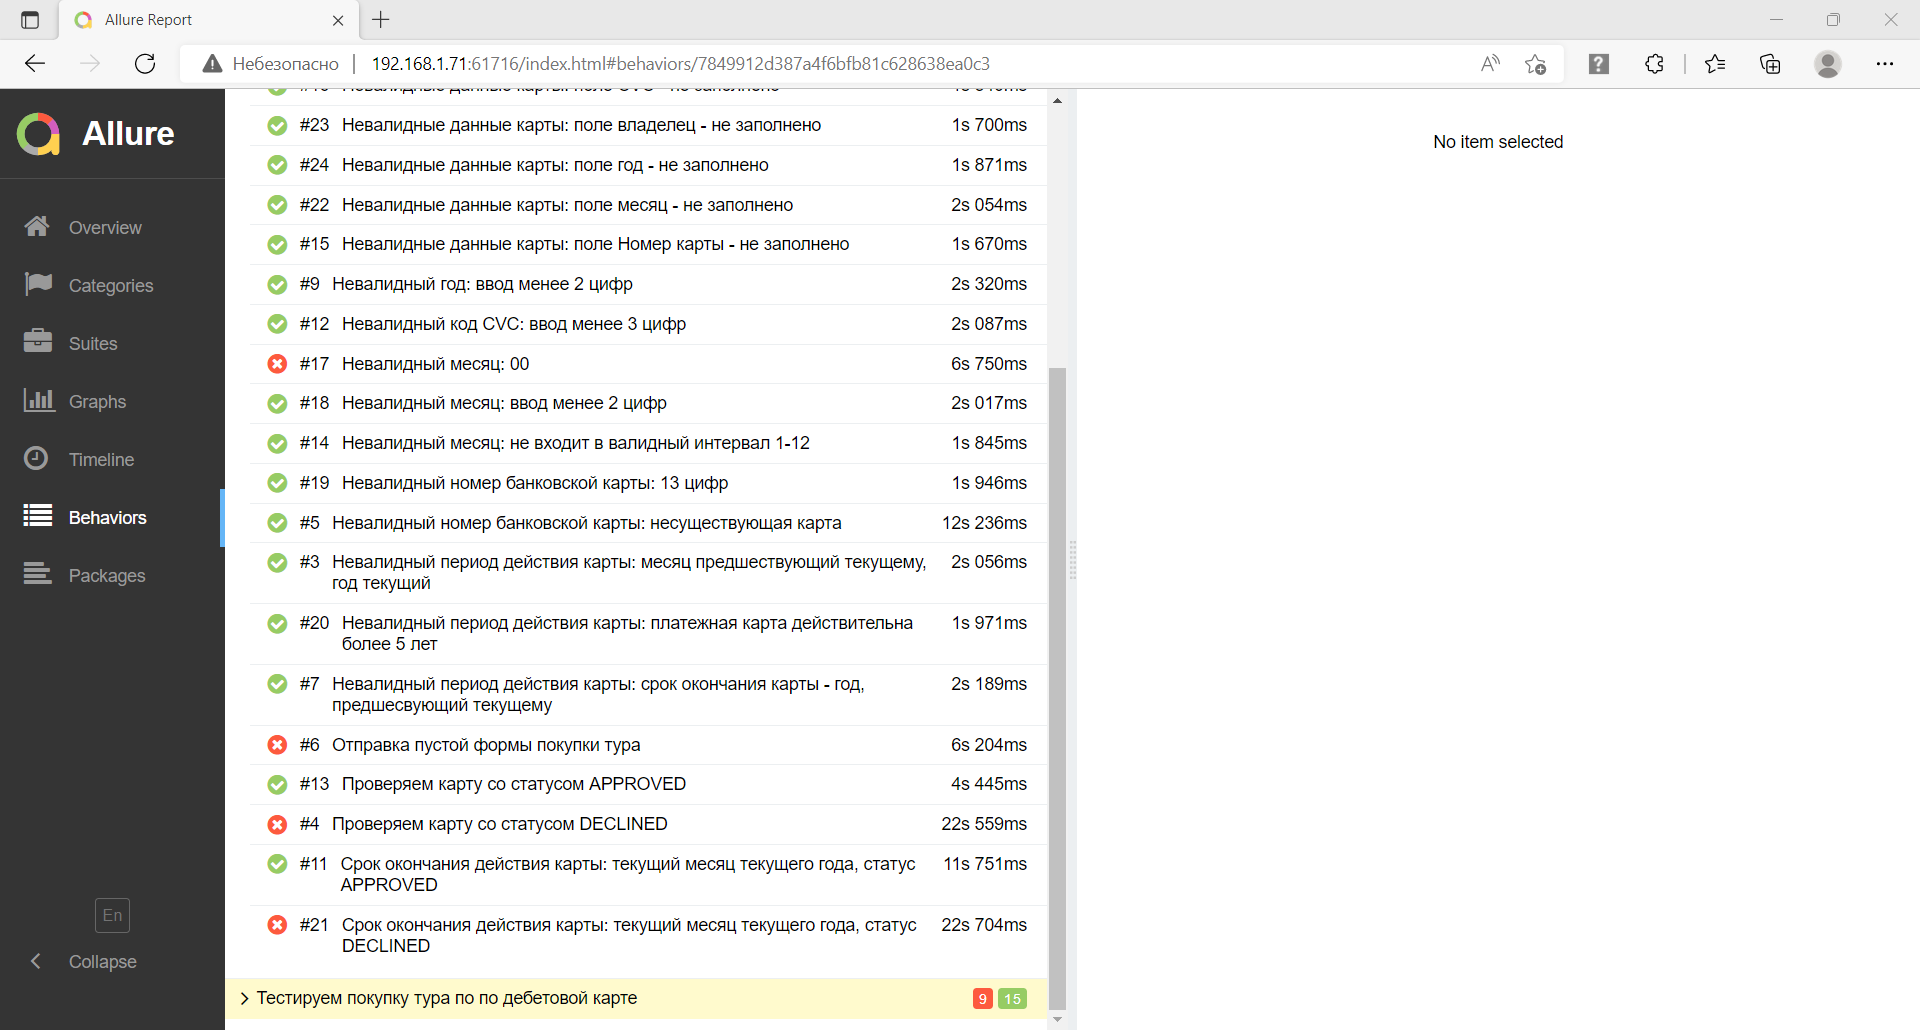 Allure Report
Небезопасно
192.168.1.71:61716/index.html#behaviors/7849912d387a4f6bfb81c628638ea0c3
Allure
Overview
Categories
Suites
Graphs
Timeline
Behaviors
Packages
En
Collapse
#23 Невалидные данные карты: поле владелец - не заполнено 1s 700ms
#24 Невалидные данные карты: поле год - не заполнено 1s 871ms
#22 Невалидные данные карты: поле месяц - не заполнено 2s 054ms
#15 Невалидные данные карты: поле Номер карты - не заполнено 1s 670ms
#9 Невалидный год: ввод менее 2 цифр 2s 320ms
#12 Невалидный код CVC: ввод менее 3 цифр 2s 087ms
#17 Невалидный месяц: 00 6s 750ms
#18 Невалидный месяц: ввод менее 2 цифр 2s 017ms
#14 Невалидный месяц: не входит в валидный интервал 1-12 1s 845ms
#19 Невалидный номер банковской карты: 13 цифр 1s 946ms
#5 Невалидный номер банковской карты: несуществующая карта 12s 236ms
#3 Невалидный период действия карты: месяц предшествующий текущему, 2s 056ms
год текущий
#20 Невалидный период действия карты: платежная карта действительна 1s 971ms
более 5 лет
#7 Невалидный период действия карты: срок окончания карты - год, 2s 189ms
предшесвующий текущему
#6 Отправка пустой формы покупки тура 6s 204ms
#13 Проверяем карту со статусом APPROVED 4s 445ms
#4 Проверяем карту со статусом DECLINED 22s 559ms
#11 Срок окончания действия карты: текущий месяц текущего года, статус 11s 751ms
APPROVED
#21 Срок окончания действия карты: текущий месяц текущего года, статус 22s 704ms
DECLINED
Тестируем покупку тура по по дебетовой карте 9 15
No item selected